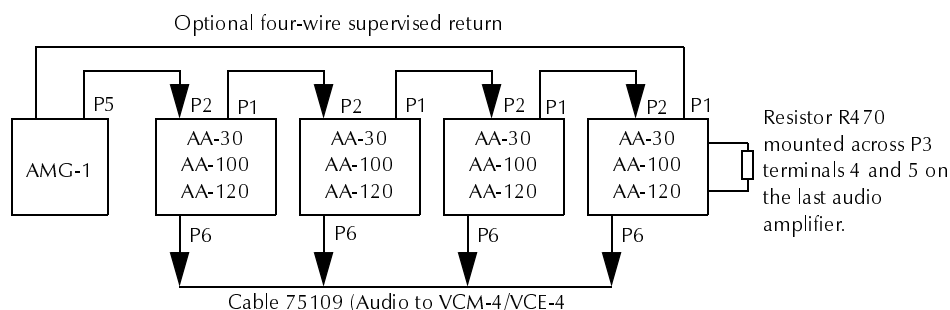 Optional four-wire supervised return
P5
P2
P1
P2
P1
P2
P1
P2
P1
AMG-1
AA-30
AA-100
AA-120
AA-30
AA-100
AA-120
AA-30
AA-100
AA-120
AA-30
AA-100
AA-120
Resistor R470
mounted across P3
terminals 4 and 5 on
the last audio
amplifier.
P6
P6
P6
P6
Cable 75109 (Audio to VCM-4/VCE-4